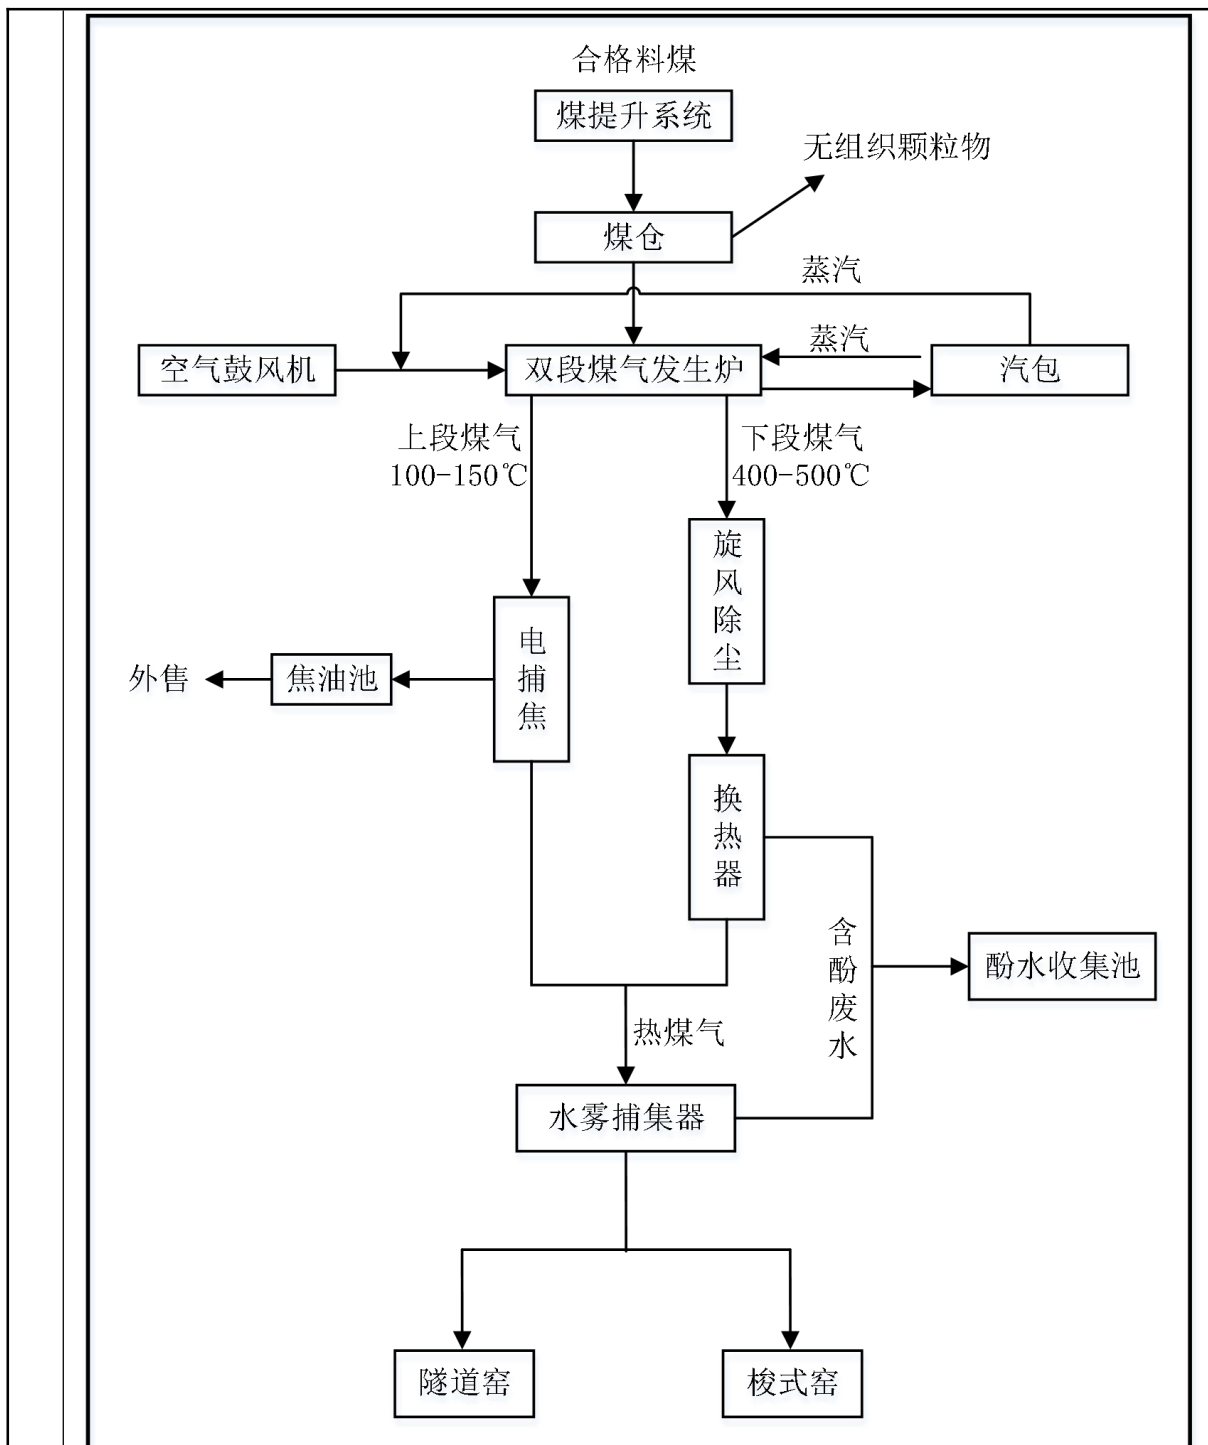 合格料煤
煤提升系统
无组织颗粒物
煤仓
蒸汽
蒸汽
空气鼓风机
双段煤气发生炉
汽包
上段煤气
100-150℃
下段煤气
400-500℃
旋风除尘
电捕焦
焦油池
外售
换热器
含酚废水
酚水收集池
热煤气
水雾捕集器
隧道窑
梭式窑